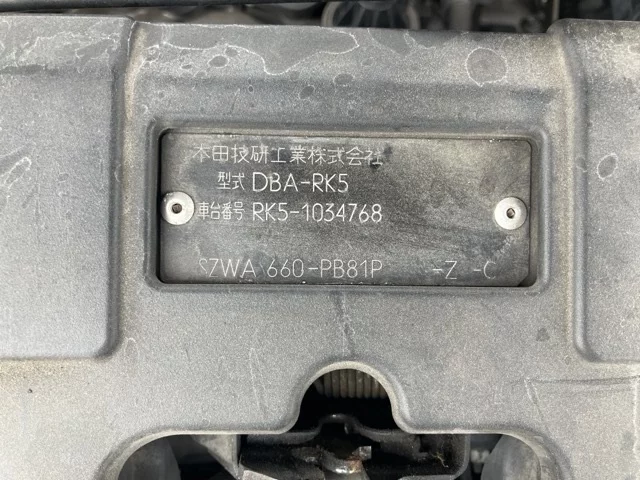 本田技研工業株式会社
型式 DBA-RK5
車台番号 RK5-1034768
SZWA 660-PB81P -Z -C